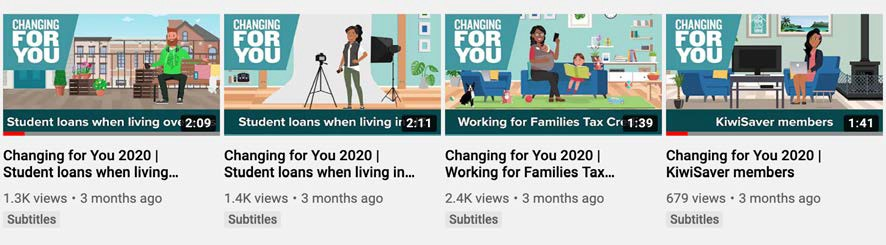 CHANGING
FOR
YOU
Student loans when living ove
2:09
Changing for You 2020 |
Student loans when living…
1.3K views • 3 months ago
Subtitles
CHANGING
FOR
YOU
Student loans when living in
2:11
Changing for You 2020 |
Student loans when living in…
1.4K views • 3 months ago
Subtitles
CHANGING
FOR
YOU
Working for Families Tax Cre
1:39
Changing for You 2020 |
Working for Families Tax…
2.4K views • 3 months ago
Subtitles
CHANGING
FOR
YOU
KiwiSaver members
1:41
Changing for You 2020 |
KiwiSaver members
679 views • 3 months ago
Subtitles